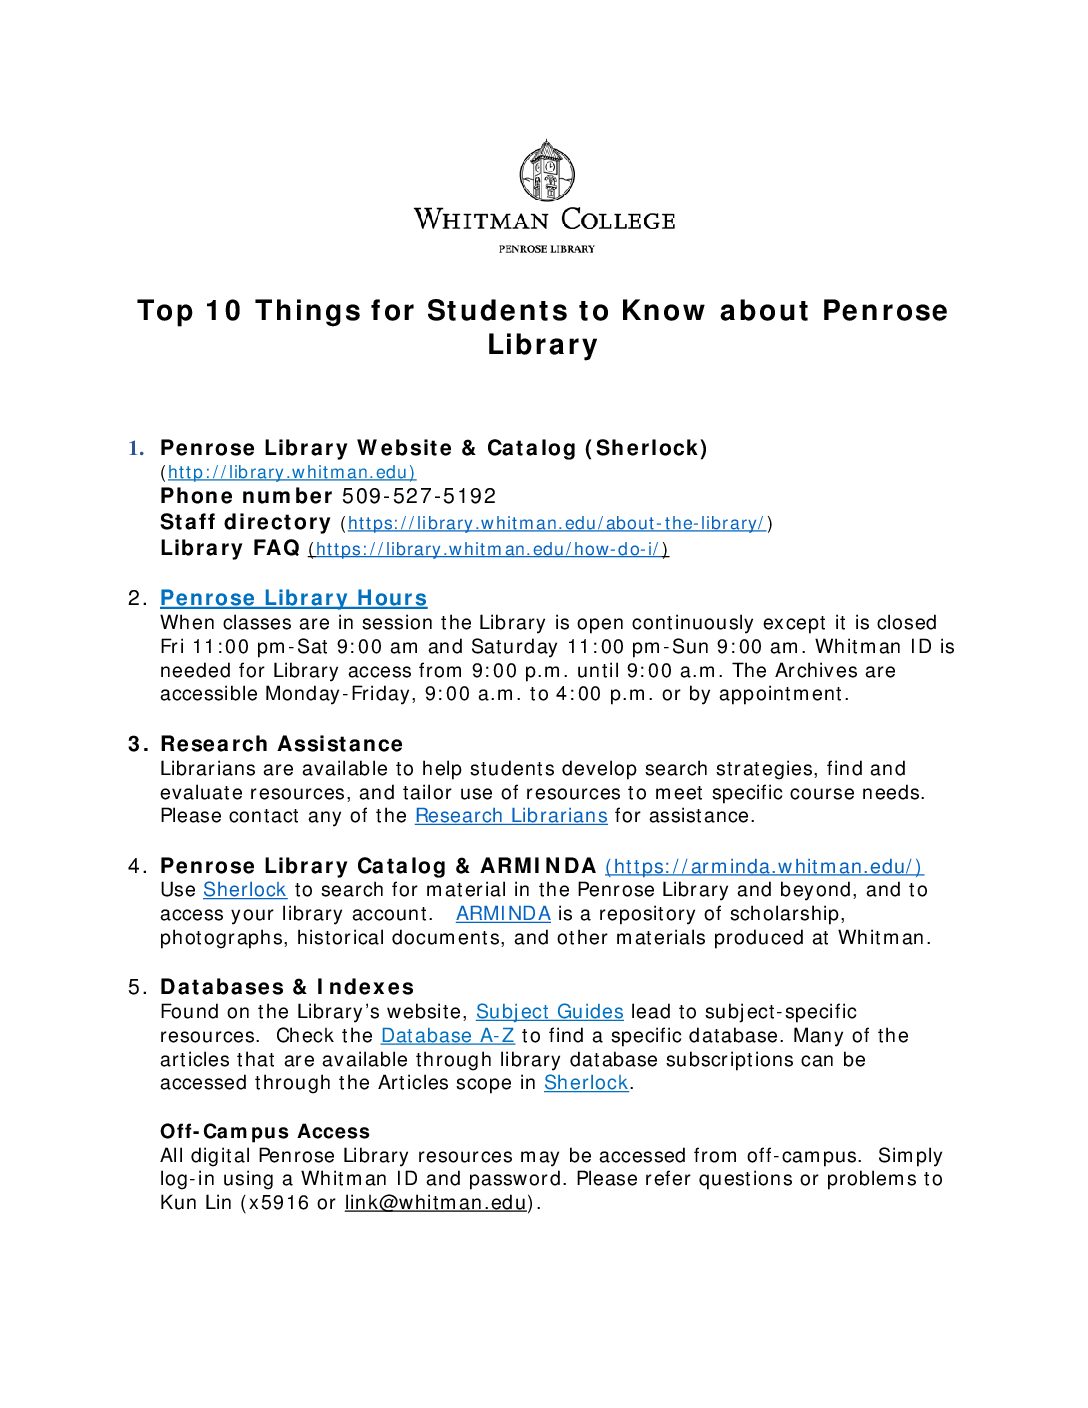 WHITMAN COLLEGE
PENROSE LIBRARY
Top 10 Things for Students to Know about Penrose
Library
1. Penrose Library Website & Catalog (Sherlock)
(http://library.whitman.edu)
Phone number 509-527-5192
Staff directory (https://library.whitman.edu/about-the-library/)
Library FAQ (https://library.whitman.edu/how-do-i/)
2. Penrose Library Hours
When classes are in session the Library is open continuously except it is closed
Fri 11:00 pm-Sat 9:00 am and Saturday 11:00 pm-Sun 9:00 am. Whitman ID is
needed for Library access from 9:00 p.m. until 9:00 a.m. The Archives are
accessible Monday-Friday, 9:00 a.m. to 4:00 p.m. or by appointment.
3. Research Assistance
Librarians are available to help students develop search strategies, find and
evaluate resources, and tailor use of resources to meet specific course needs.
Please contact any of the Research Librarians for assistance.
4. Penrose Library Catalog & ARMINDA (https://arminda.whitman.edu/)
Use Sherlock to search for material in the Penrose Library and beyond, and to
access your library account. ARMINDA is a repository of scholarship,
photographs, historical documents, and other materials produced at Whitman.
5. Databases & Indexes
Found on the Library’s website, Subject Guides lead to subject-specific
resources. Check the Database A-Z to find a specific database. Many of the
articles that are available through library database subscriptions can be
accessed through the Articles scope in Sherlock.
Off-Campus Access
All digital Penrose Library resources may be accessed from off-campus. Simply
log-in using a Whitman ID and password. Please refer questions or problems to
Kun Lin (x5916 or link@whitman.edu).